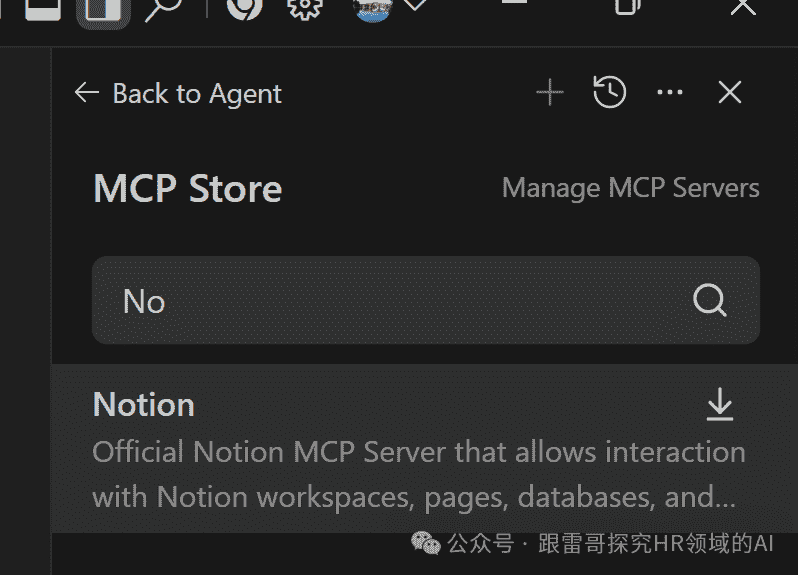 Back to Agent
MCP Store
Manage MCP Servers
No
Notion
Official Notion MCP Server that allows interaction
with Notion workspaces, pages, databases, and...
公众号 · 跟雷哥探究HR领域的AI